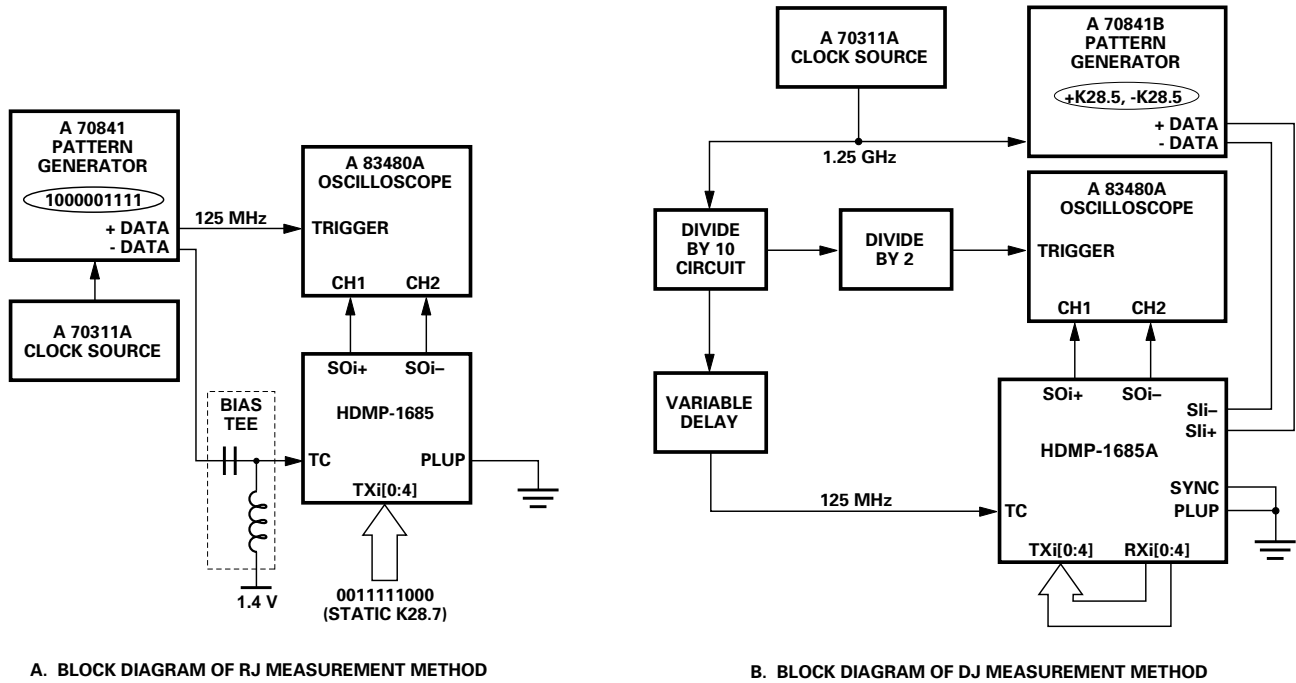 A 70841
PATTERN
GENERATOR
1000001111
+ DATA
- DATA
125 MHz
A 83480A
OSCILLOSCOPE
TRIGGER
CH1 CH2
A 70311A
CLOCK SOURCE
BIAS
TEE
SOi+ SOi–
HDMP-1685
TC PLUP
TXi[0:4]
1.4 V
0011111000
(STATIC K28.7)
A. BLOCK DIAGRAM OF RJ MEASUREMENT METHOD
A 70311A
CLOCK SOURCE
A 70841B
PATTERN
GENERATOR
+K28.5, -K28.5
+ DATA
- DATA
1.25 GHz
DIVIDE
BY 10
CIRCUIT
DIVIDE
BY 2
A 83480A
OSCILLOSCOPE
TRIGGER
CH1 CH2
VARIABLE
DELAY
125 MHz
SOi+ SOi–
SIi–
SIi+
HDMP-1685A
SYNC
PLUP
TC
TXi[0:4] RXi[0:4]
B. BLOCK DIAGRAM OF DJ MEASUREMENT METHOD